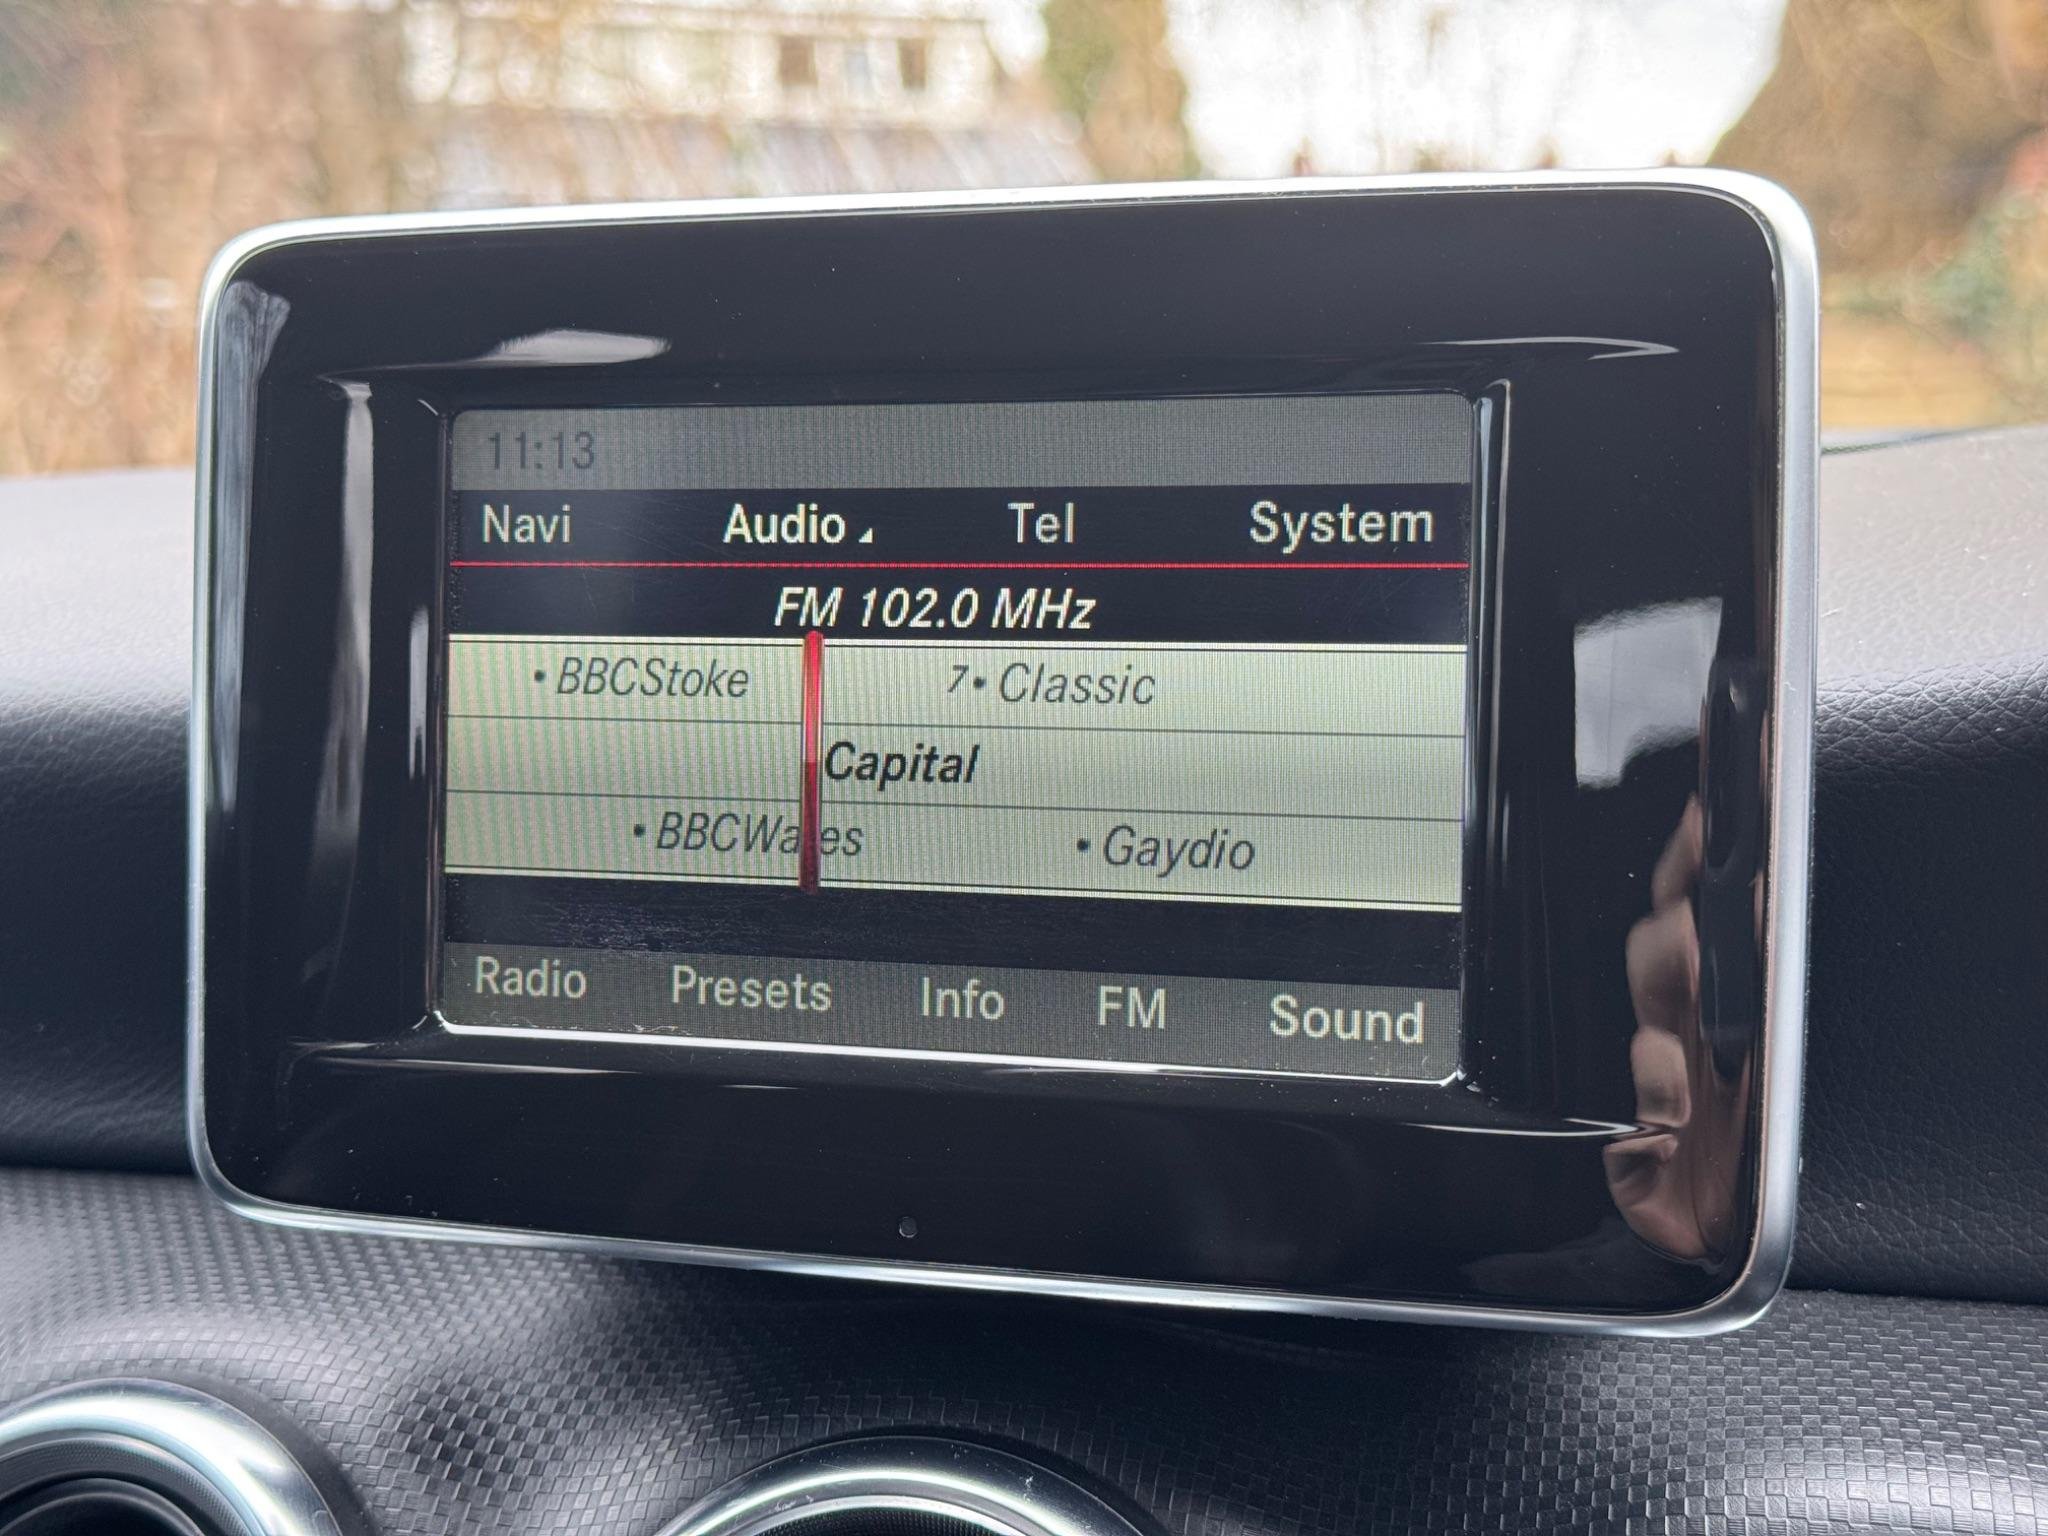 11:13
Navi Audio Tel System
FM 102.0 MHz
• BBCStoke 7• Classic
Capital
• BBCWales • Gaydio
Radio Presets Info FM Sound